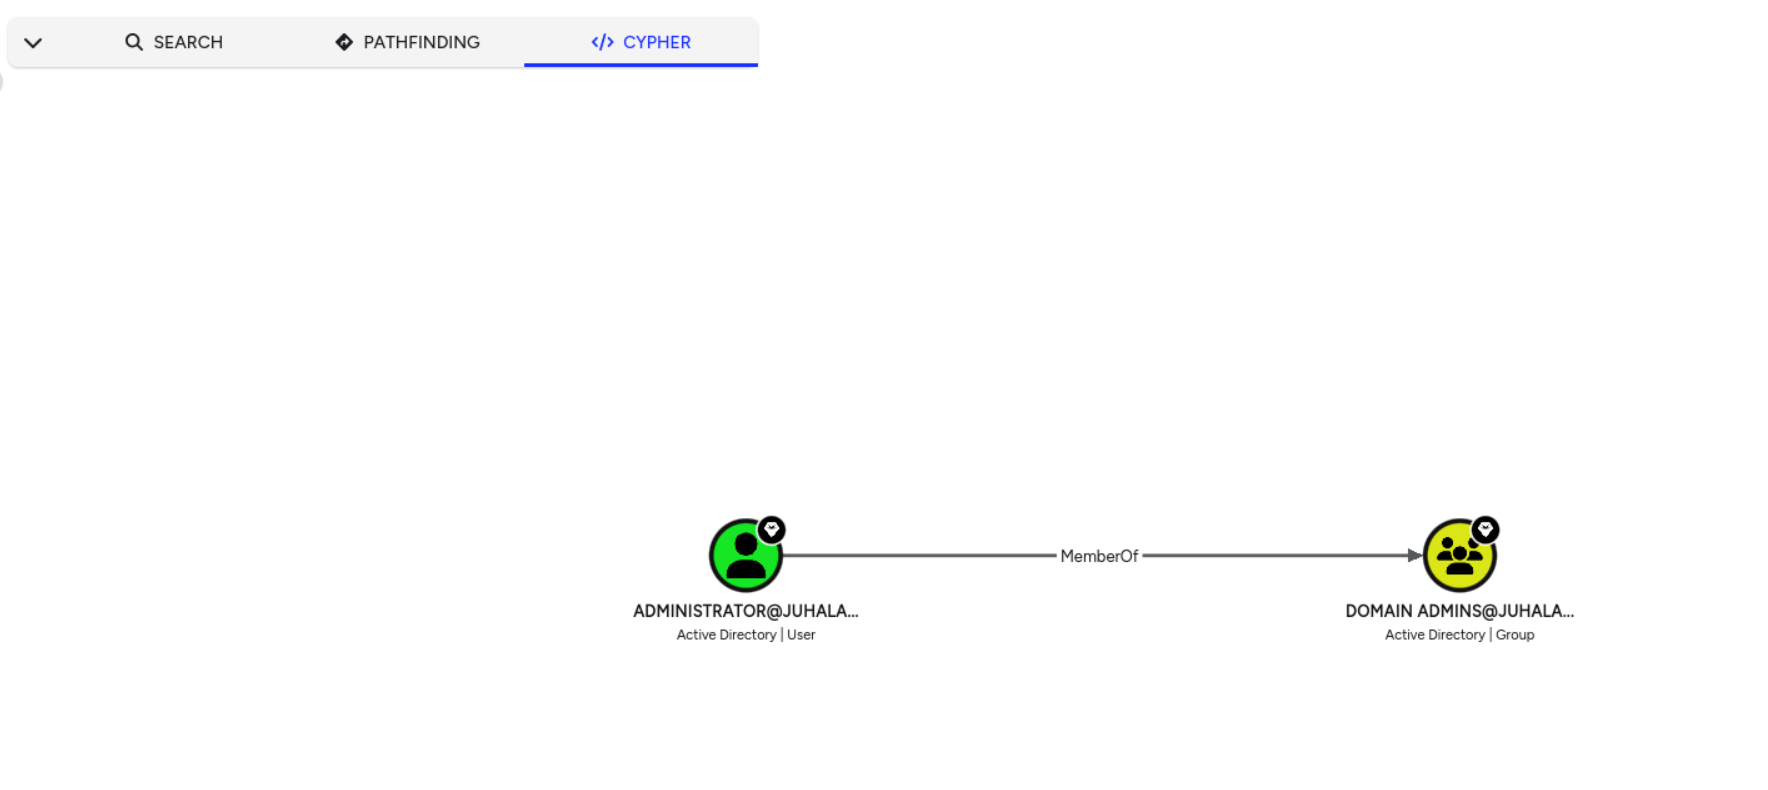 SEARCH
PATHFINDING
</> CYPHER
MemberOf
ADMINISTRATOR@JUHALA...
DOMAIN ADMINS@JUHALA...
Active Directory | User
Active Directory | Group